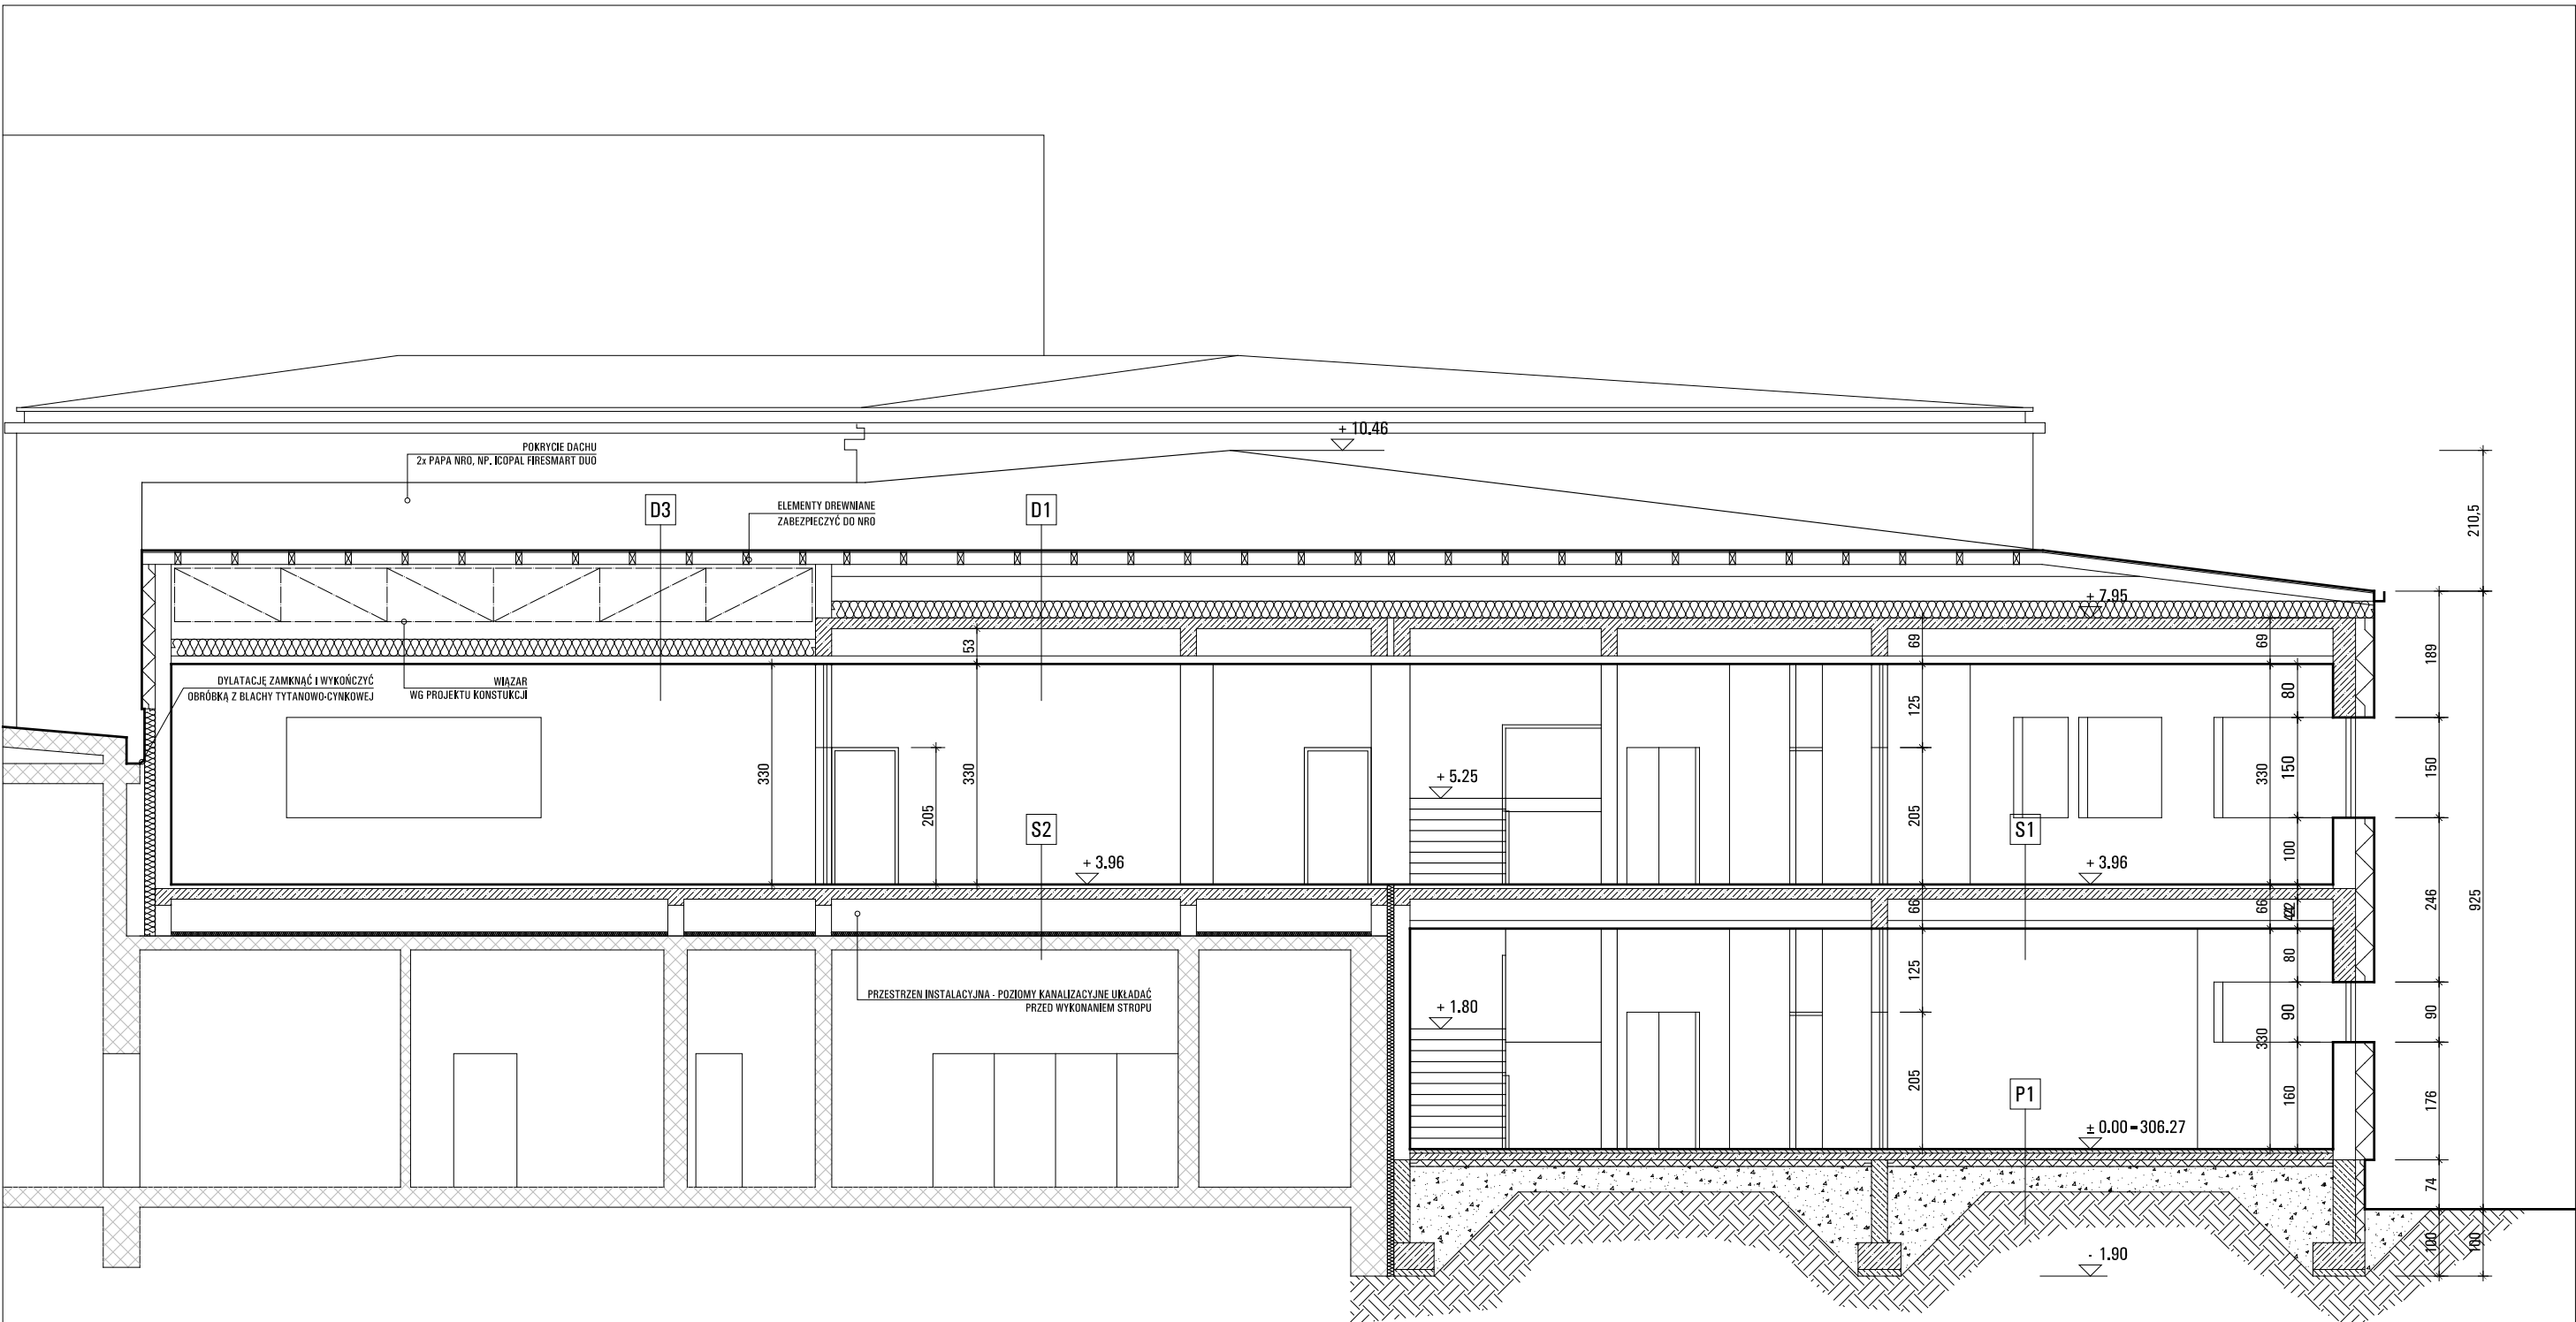 + 10.46
POKRYCIE DACHU
2x PAPA NRO, NP. ICOPAL FIRESMART DUO
D3
ELEMENTY DREWNIANE
ZABEZPIECZYĆ DO NRO
D1
210,5
+ 7.95
53
69
69
189
DYLATACJĘ ZAMKNĄĆ I WYKOŃCZYĆ
OBRÓBKĄ Z BLACHY TYTANOWO-CYNKOWEJ
WIĄZAR
WG PROJEKTU KONSTUKCJI
125
80
330
330
205
+ 5.25
205
330
150
150
S2
S1
+ 3.96
+ 3.96
100
66
66
246
925
PRZESTRZEN INSTALACYJNA - POZIOMY KANALIZACYJNE UKŁADAĆ
PRZED WYKONANIEM STROPU
+ 1.80
125
80
90
90
330
205
P1
160
176
± 0.00=306.27
74
- 1.90
100
100